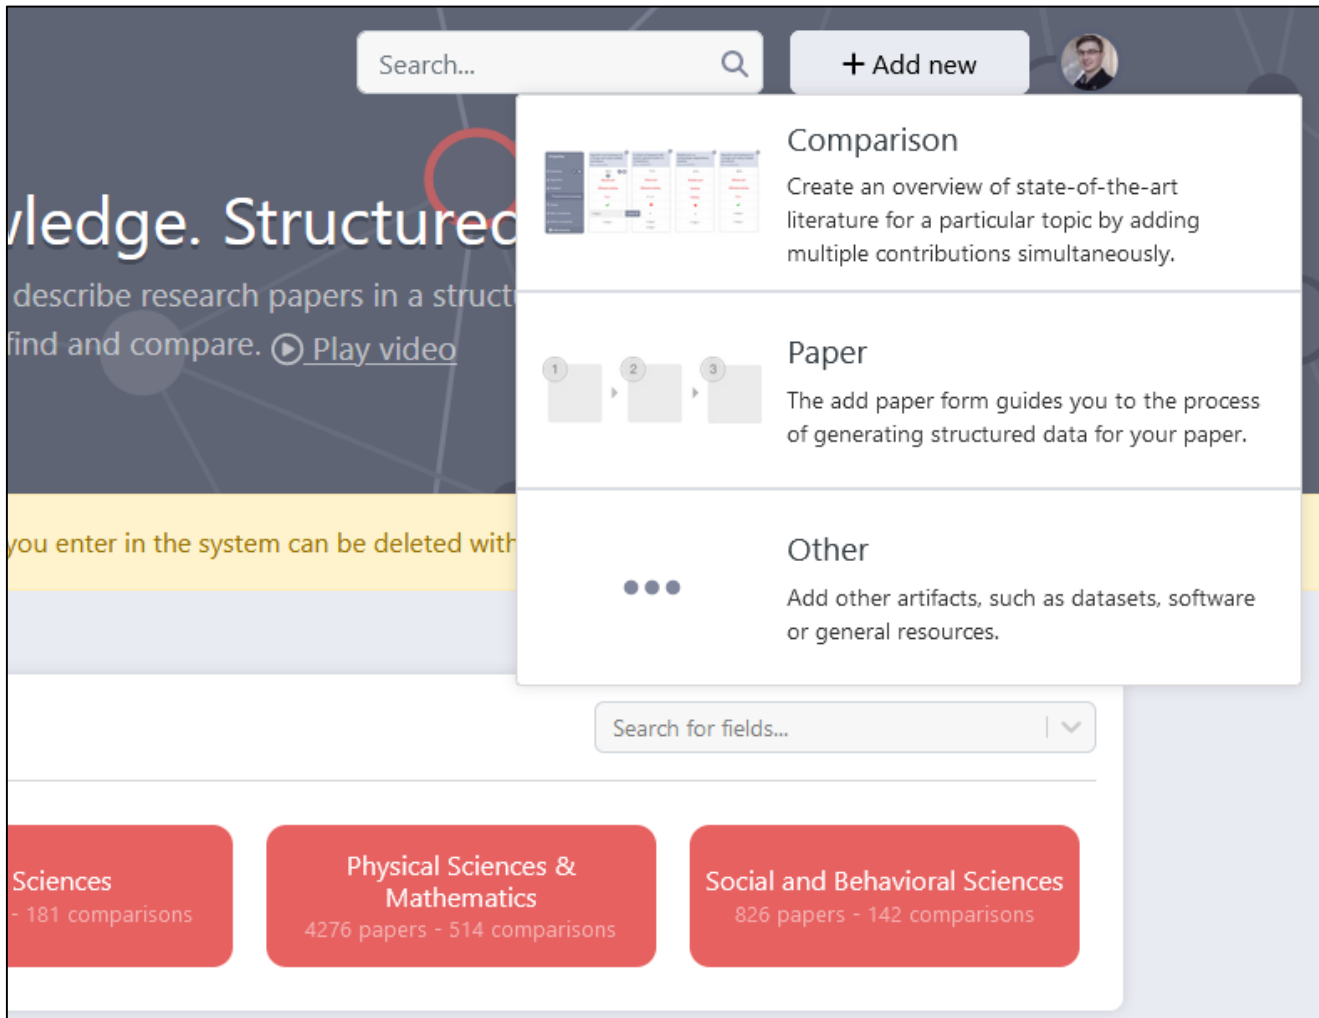 Search...
+ Add new
Comparison
Create an overview of state-of-the-art
literature for a particular topic by adding
multiple contributions simultaneously.
ledge. Structured
describe research papers in a struct
find and compare. Play video
1 2 3
Paper
The add paper form guides you to the process
of generating structured data for your paper.
you enter in the system can be deleted with
Other
Add other artifacts, such as datasets, software
or general resources.
Search for fields...
Sciences
- 181 comparisons
Physical Sciences &
Mathematics
4276 papers - 514 comparisons
Social and Behavioral Sciences
826 papers - 142 comparisons